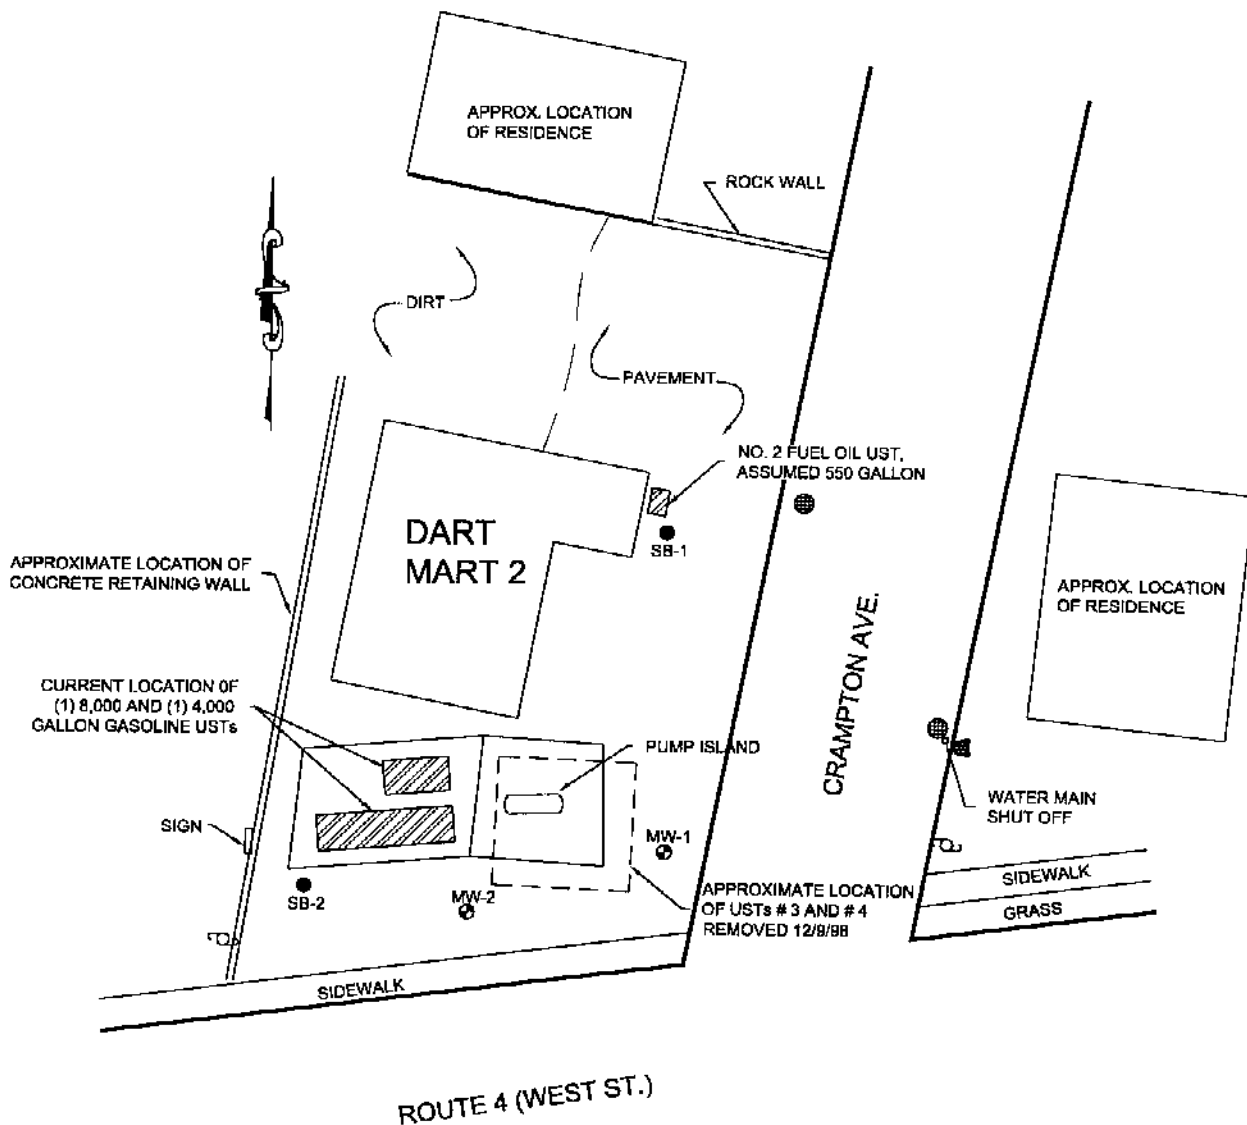 APPROX. LOCATION
OF RESIDENCE
ROCK WALL
DIRT
PAVEMENT
NO. 2 FUEL OIL UST,
ASSUMED 550 GALLON
DART
MART 2
SB-1
APPROXIMATE LOCATION OF
CONCRETE RETAINING WALL
APPROX. LOCATION
OF RESIDENCE
CRAMPTON AVE.
CURRENT LOCATION OF
(1) 8,000 AND (1) 4,000
GALLON GASOLINE USTs
PUMP ISLAND
WATER MAIN
SHUT OFF
SIGN
MW-1
SB-2
MW-2
APPROXIMATE LOCATION
OF USTs # 3 AND # 4
REMOVED 12/9/98
SIDEWALK
GRASS
SIDEWALK
ROUTE 4 (WEST ST.)